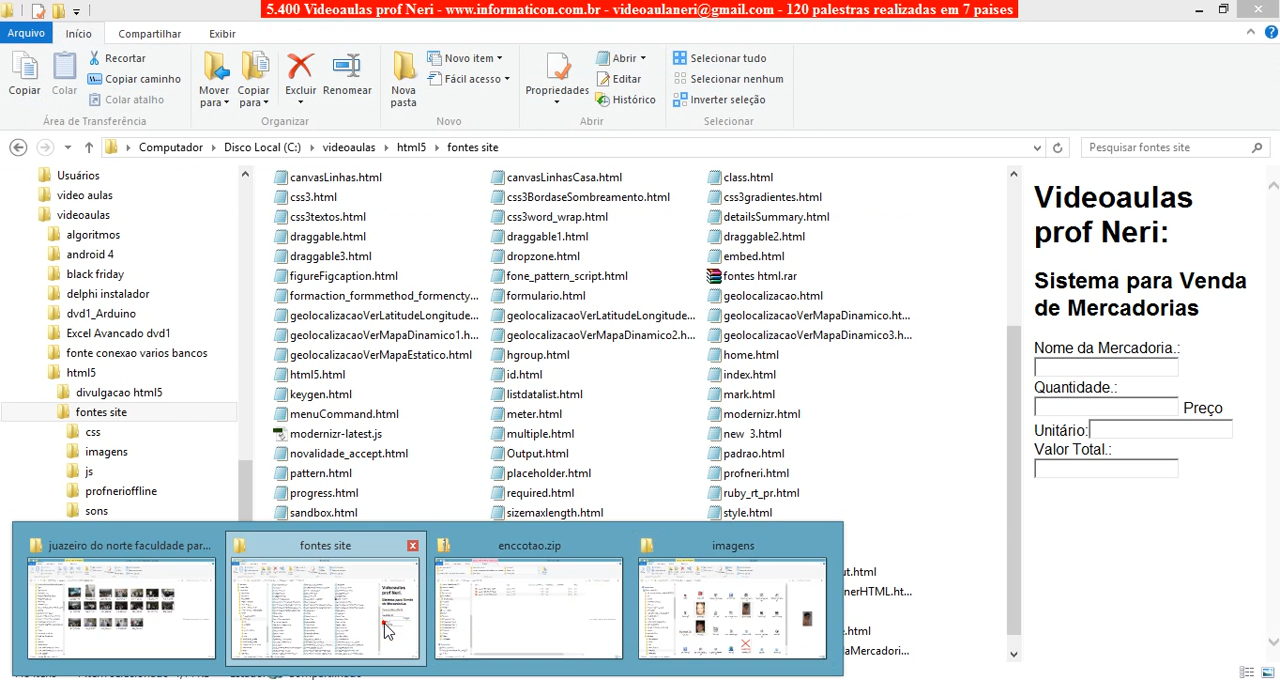 5.400 Videoaulas prof Neri - www.informaticon.com.br - videoaulaneri@gmail.com - 120 palestras realizadas em 7 paises
Arquivo Início Compartilhar Exibir
Copiar Colar Recortar Copiar caminho Colar atalho
Mover para Copiar para Excluir Renomear
Nova pasta Novo item Fácil acesso
Propriedades Abrir Editar Histórico
Selecionar tudo Selecionar nenhum Inverter seleção
Área de Transferência Organizar Novo Abrir Selecionar
Computador Disco Local (C:) videoaulas html5 fontes site Pesquisar fontes site
Usuários
video aulas
videoaulas
algoritmos
android 4
black friday
delphi instalador
dvd1_Arduino
Excel Avancado dvd1
fonte conexao varios bancos
html5
divulgacao html5
fontes site
css
imagens
js
profnerioffline
sons
canvasLinhas.html canvasLinhasCasa.html class.html
css3.html css3BordaseSombreamento.html css3gradientes.html
css3textos.html css3word_wrap.html detailsSummary.html
draggable.html draggable1.html draggable2.html
draggable3.html dropzone.html embed.html
figureFigcaption.html fone_pattern_script.html fontes html.rar
formaction_formmethod_formencty... formulario.html geolocalizacao.html
geolocalizacaoVerLatitudeLongitude... geolocalizacaoVerLatitudeLongitude... geolocalizacaoVerMapaDinamico.ht...
geolocalizacaoVerMapaDinamico1.h... geolocalizacaoVerMapaDinamico2.h... geolocalizacaoVerMapaDinamico3.h...
geolocalizacaoVerMapaEstatico.html hgroup.html home.html
html5.html id.html index.html
keygen.html listdatalist.html mark.html
menuCommand.html meter.html modernizr.html
modernizr-latest.js multiple.html new 3.html
novalidade_accept.html Output.html padrao.html
pattern.html placeholder.html profneri.html
progress.html required.html ruby_rt_pr.html
sandbox.html sizemaxlength.html style.html
Videoaulas
prof Neri:
Sistema para Venda
de Mercadorias
Nome da Mercadoria.:
Quantidade.:
Preço
Unitário:
Valor Total.:
juazeiro do norte faculdade par... fontes site enccotao.zip imagens